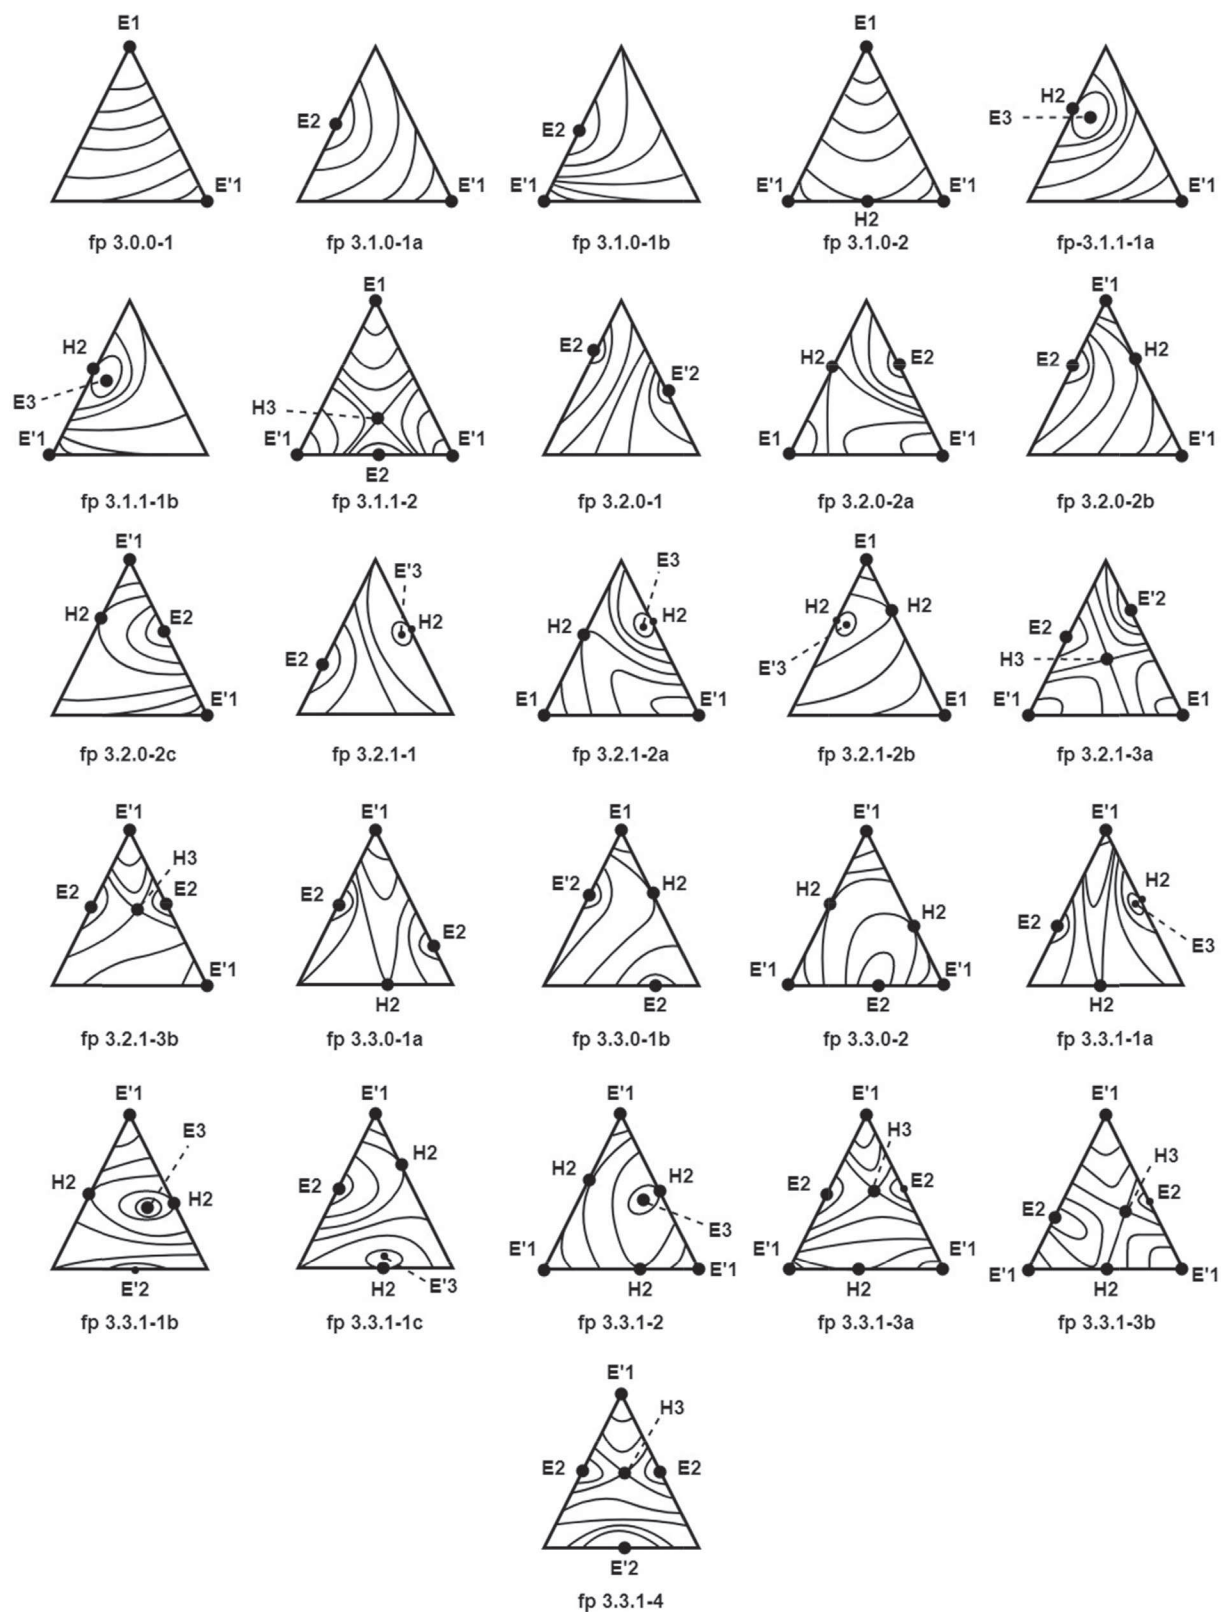 E1 E1
E2 E2 H2
E3
E'1 E'1 E'1 E'1 E'1 E'1
H2
fp 3.0.0-1 fp 3.1.0-1a fp 3.1.0-1b fp 3.1.0-2 fp-3.1.1-1a
E1 E'1
H2 E2 H2 E2 E2 H2
E'2
E3 H3
E'1 E'1 E'1 E1 E'1 E'1
E2
fp 3.1.1-1b fp 3.1.1-2 fp 3.2.0-1 fp 3.2.0-2a fp 3.2.0-2b
E'1 E'3 E3 E1
H2 E2 H2 H2 H2 H2 E'2
E2 H2 E2
E'3 H3
E'1 E1 E'1 E1 E'1 E1
fp 3.2.0-2c fp 3.2.1-1 fp 3.2.1-2a fp 3.2.1-2b fp 3.2.1-3a
E'1 E'1 E1 E'1 E'1
H3
E2 E2 E2 E'2 H2 H2 H2
E2 H2 E2 E3
E'1 E'1 E'1
H2 E2 E2 H2
fp 3.2.1-3b fp 3.3.0-1a fp 3.3.0-1b fp 3.3.0-2 fp 3.3.1-1a
E'1 E'1 E'1 E'1 E'1
E3 H3 H3
H2 H2 E2 H2 H2 H2 E2 E2 E2 E2
E3
E'1 E'1 E'1 E'1 E'1 E'1
E'2 H2 E'3 H2 H2 H2
fp 3.3.1-1b fp 3.3.1-1c fp 3.3.1-2 fp 3.3.1-3a fp 3.3.1-3b
E'1
H3
E2 E2
E'2
fp 3.3.1-4